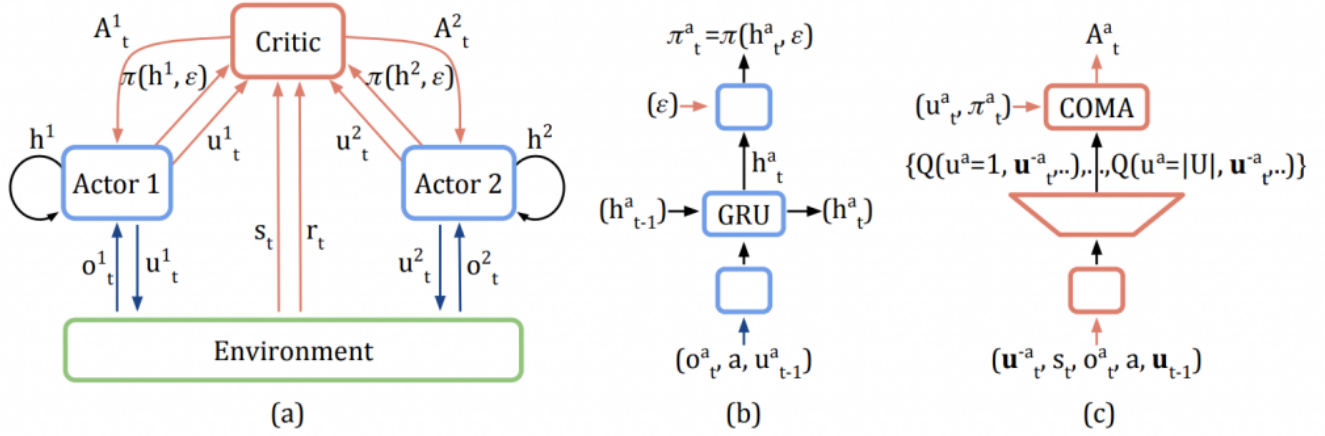 A¹ₜ
Critic
A²ₜ
π(h¹, ε)
π(h², ε)
h¹
u¹ₜ
u²ₜ
h²
Actor 1
Actor 2
sₜ
rₜ
o¹ₜ
u¹ₜ
u²ₜ
o²ₜ
Environment
(a)
πᵃₜ=π(hᵃₜ, ε)
(ε)
hᵃₜ
(hᵃₜ₋₁)
GRU
(hᵃₜ)
(oᵃₜ, a, uᵃₜ₋₁)
(b)
Aᵃₜ
(uᵃₜ, πᵃₜ)
COMA
{Q(uᵃ=1, u⁻ᵃₜ,..),...,Q(uᵃ=|U|, u⁻ᵃₜ,..)}
(u⁻ᵃₜ, sₜ, oᵃₜ, a, uₜ₋₁)
(c)